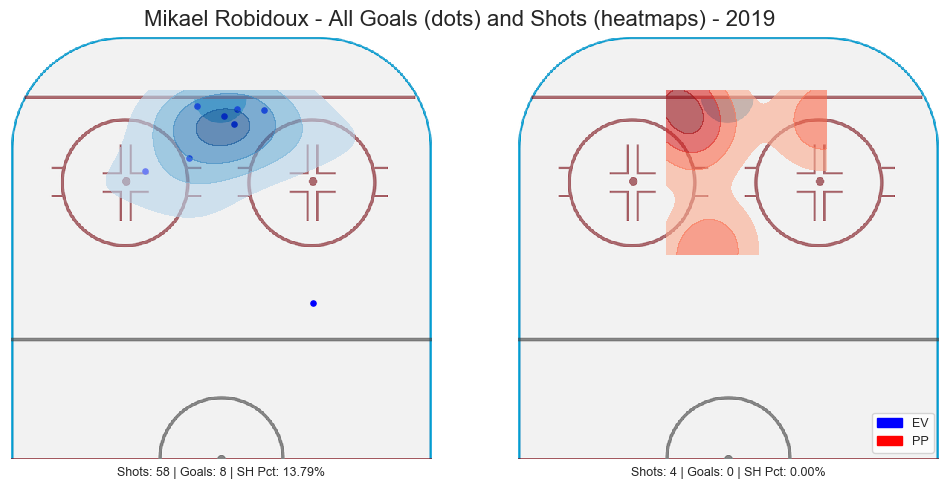 Mikael Robidoux - All Goals (dots) and Shots (heatmaps) - 2019
EV
PP
Shots: 58 | Goals: 8 | SH Pct: 13.79%
Shots: 4 | Goals: 0 | SH Pct: 0.00%